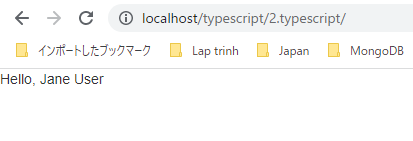 localhost/typescript/2.typescript/
インポートしたブックマーク Lap trinh Japan MongoDB
Hello, Jane User